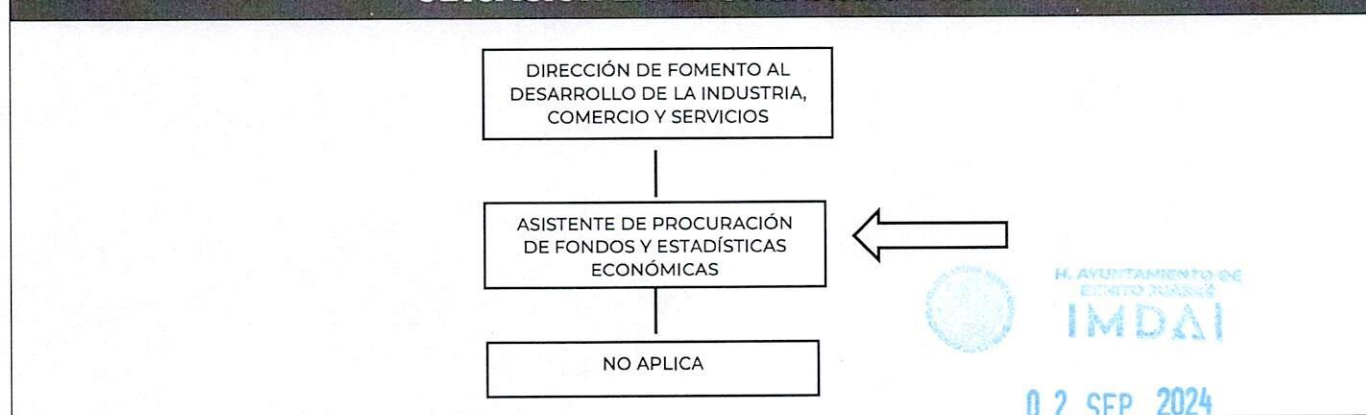 DIRECCIÓN DE FOMENTO AL
DESARROLLO DE LA INDUSTRIA,
COMERCIO Y SERVICIOS
ASISTENTE DE PROCURACIÓN
DE FONDOS Y ESTADÍSTICAS
ECONÓMICAS
NO APLICA
H. AYUNTAMIENTO DE
BENITO JUÁREZ
IMDAI
02 SEP 2024